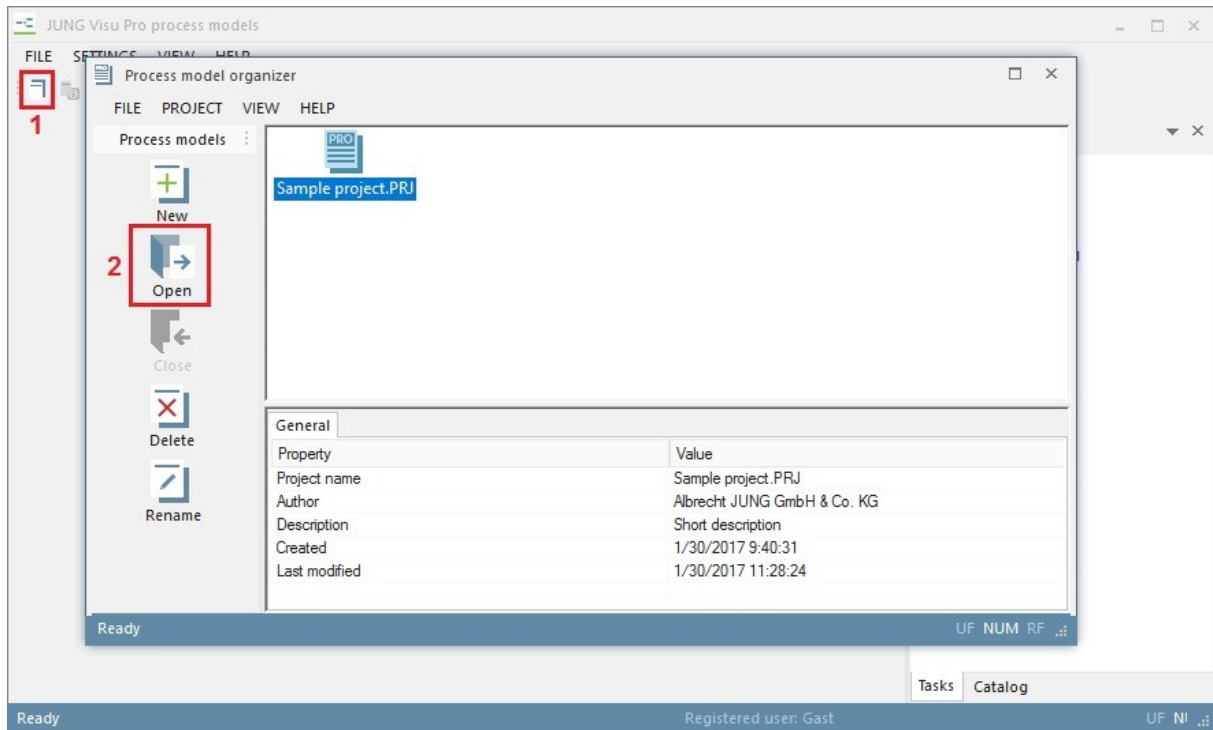 JUNG Visu Pro process models
FILE SETTINGS VIEW HELP
1
Process model organizer
FILE PROJECT VIEW HELP
Process models
New
2
Open
Close
Delete
Rename
PRO
Sample project.PRJ
General
Property Value
Project name Sample project.PRJ
Author Albrecht JUNG GmbH & Co. KG
Description Short description
Created 1/30/2017 9:40:31
Last modified 1/30/2017 11:28:24
Ready UF NUM RF
Tasks Catalog
Ready Registered user: Gast UF